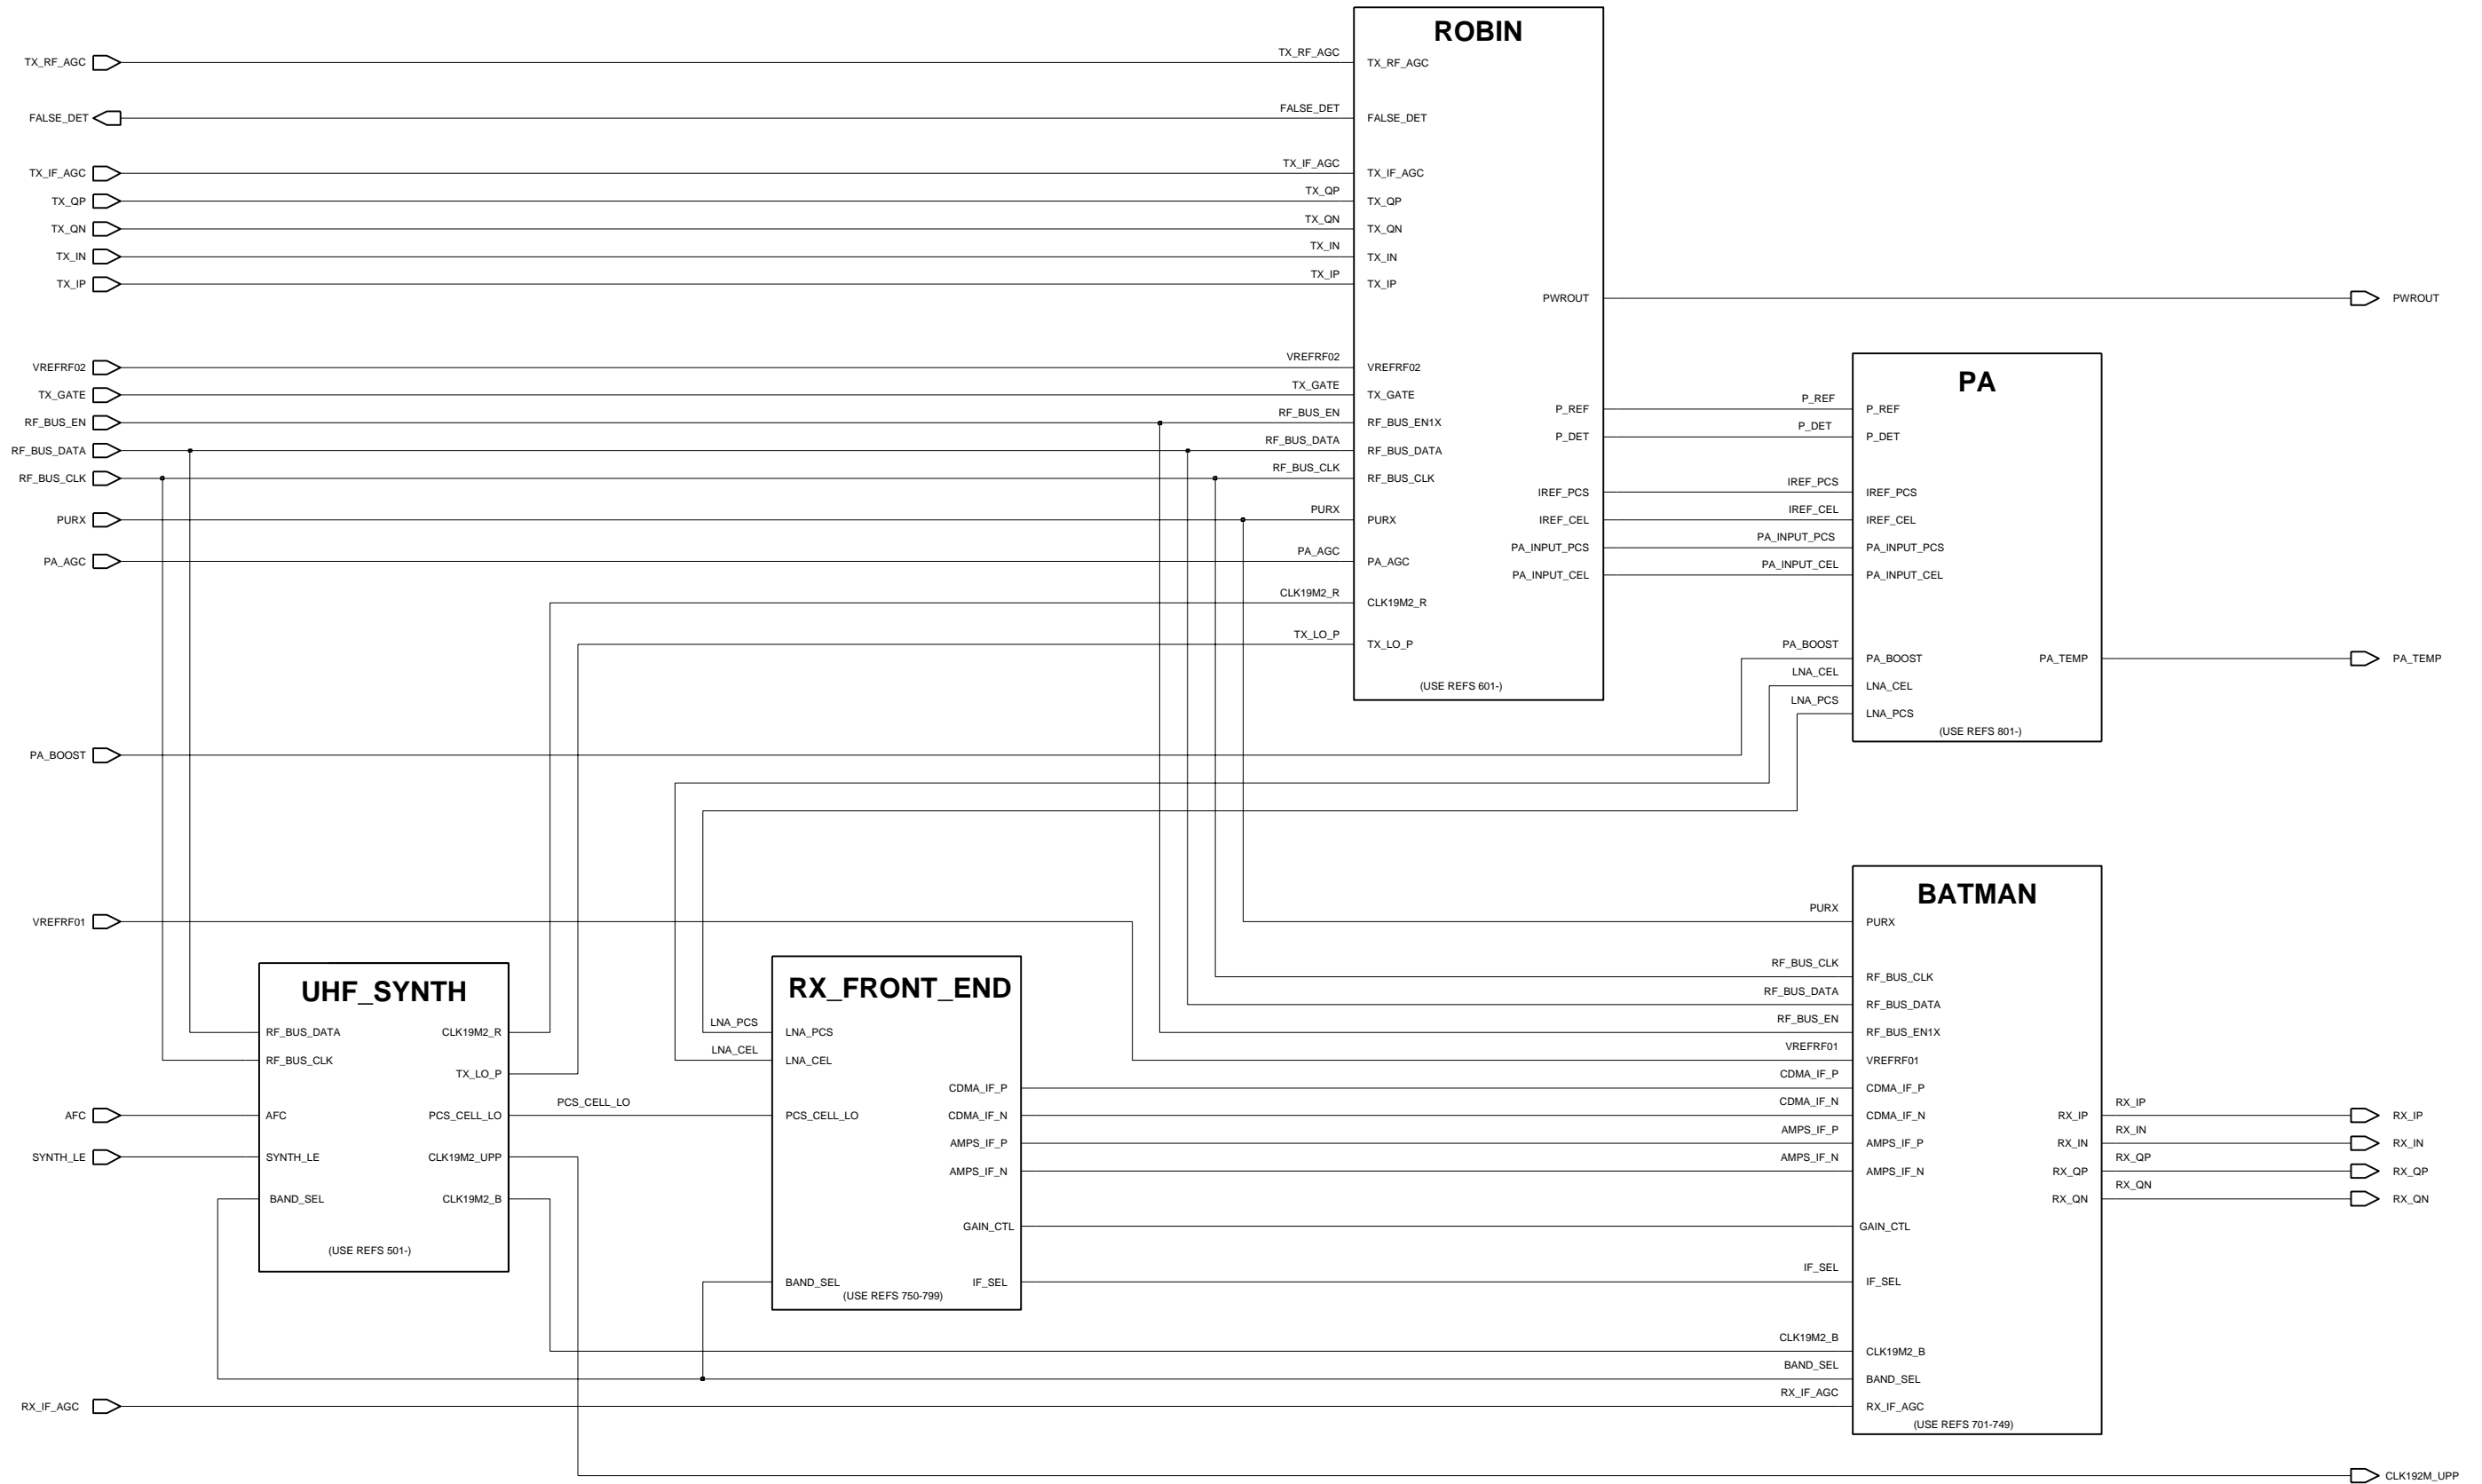 ROBIN
TX_RF_AGC
TX_RF_AGC
TX_RF_AGC
FALSE_DET
FALSE_DET
FALSE_DET
TX_IF_AGC
TX_IF_AGC
TX_IF_AGC
TX_QP
TX_QP
TX_QP
TX_QN
TX_QN
TX_QN
TX_IN
TX_IN
TX_IN
TX_IP
TX_IP
TX_IP
PWROUT
PWROUT
VREFRF02
VREFRF02
VREFRF02
TX_GATE
TX_GATE
TX_GATE
RF_BUS_EN
RF_BUS_EN
RF_BUS_EN1X
RF_BUS_DATA
RF_BUS_DATA
RF_BUS_DATA
RF_BUS_CLK
RF_BUS_CLK
RF_BUS_CLK
PURX
PURX
PURX
PA_AGC
PA_AGC
PA_AGC
CLK19M2_R
CLK19M2_R
TX_LO_P
TX_LO_P
P_REF
P_DET
IREF_PCS
IREF_CEL
PA_INPUT_PCS
PA_INPUT_CEL
(USE REFS 601-)
PA
P_REF
P_REF
P_DET
P_DET
IREF_PCS
IREF_PCS
IREF_CEL
IREF_CEL
PA_INPUT_PCS
PA_INPUT_PCS
PA_INPUT_CEL
PA_INPUT_CEL
PA_BOOST
PA_BOOST
PA_TEMP
PA_TEMP
LNA_CEL
LNA_CEL
LNA_PCS
LNA_PCS
(USE REFS 801-)
PA_BOOST
VREFRF01
UHF_SYNTH
RF_BUS_DATA
CLK19M2_R
RF_BUS_CLK
TX_LO_P
AFC
AFC
PCS_CELL_LO
PCS_CELL_LO
SYNTH_LE
SYNTH_LE
CLK19M2_UPP
BAND_SEL
CLK19M2_B
(USE REFS 501-)
RX_FRONT_END
LNA_PCS
LNA_PCS
LNA_CEL
LNA_CEL
CDMA_IF_P
PCS_CELL_LO
CDMA_IF_N
AMPS_IF_P
AMPS_IF_N
GAIN_CTL
BAND_SEL
IF_SEL
(USE REFS 750-799)
BATMAN
PURX
PURX
RF_BUS_CLK
RF_BUS_CLK
RF_BUS_DATA
RF_BUS_DATA
RF_BUS_EN
RF_BUS_EN1X
VREFRF01
VREFRF01
CDMA_IF_P
CDMA_IF_P
CDMA_IF_N
CDMA_IF_N
AMPS_IF_P
AMPS_IF_P
AMPS_IF_N
AMPS_IF_N
RX_IP
RX_IP
RX_IP
RX_IN
RX_IN
RX_IN
RX_QP
RX_QP
RX_QP
RX_QN
RX_QN
RX_QN
GAIN_CTL
IF_SEL
IF_SEL
CLK19M2_B
CLK19M2_B
BAND_SEL
BAND_SEL
RX_IF_AGC
RX_IF_AGC
RX_IF_AGC
(USE REFS 701-749)
CLK192M_UPP